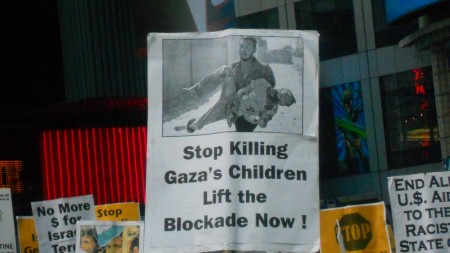 Stop Killing
Gaza's Children
Lift the
Blockade Now !
No More
$ for
STOP
STOP
END AL
U.$. AI
TO THE
RACIST
STATE